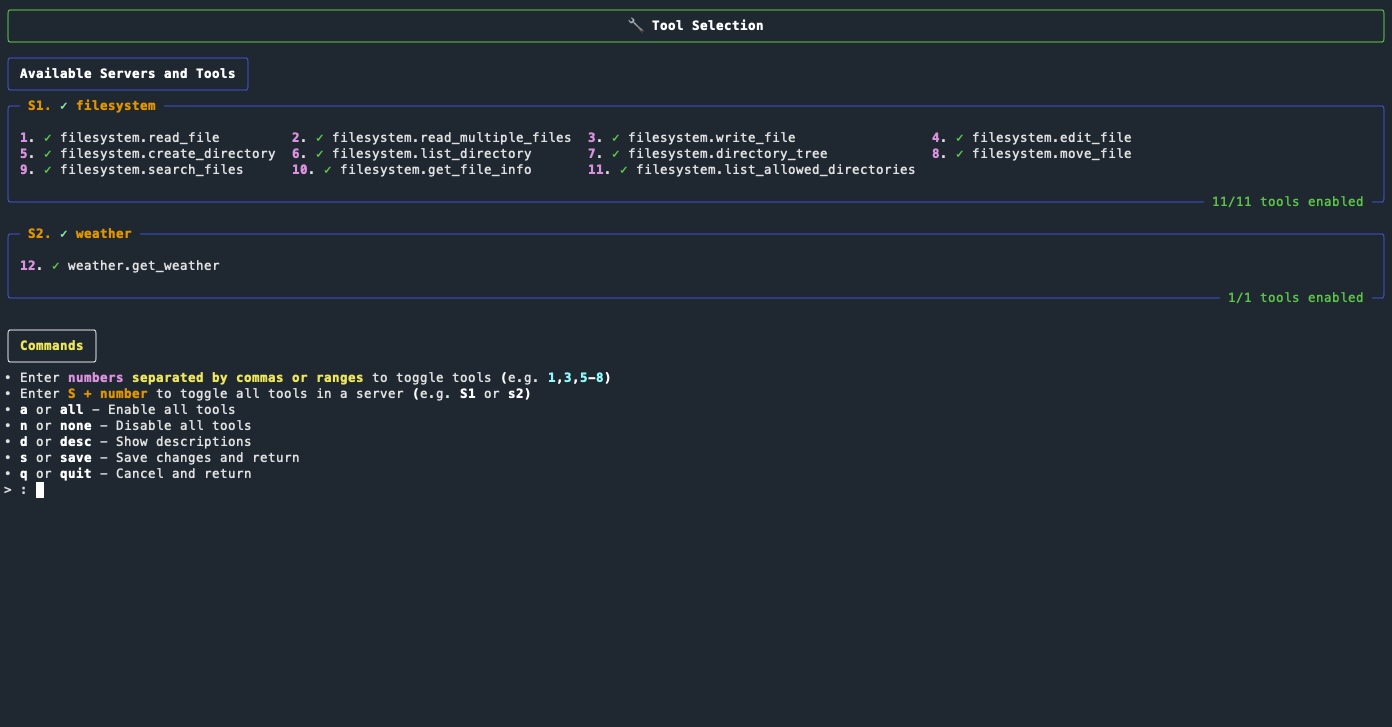 🔧 Tool Selection
Available Servers and Tools
S1. ✓ filesystem
1. ✓ filesystem.read_file 2. ✓ filesystem.read_multiple_files 3. ✓ filesystem.write_file 4. ✓ filesystem.edit_file
5. ✓ filesystem.create_directory 6. ✓ filesystem.list_directory 7. ✓ filesystem.directory_tree 8. ✓ filesystem.move_file
9. ✓ filesystem.search_files 10. ✓ filesystem.get_file_info 11. ✓ filesystem.list_allowed_directories
11/11 tools enabled
S2. ✓ weather
12. ✓ weather.get_weather
1/1 tools enabled
Commands
• Enter numbers separated by commas or ranges to toggle tools (e.g. 1,3,5-8)
• Enter S + number to toggle all tools in a server (e.g. S1 or s2)
• a or all – Enable all tools
• n or none – Disable all tools
• d or desc – Show descriptions
• s or save – Save changes and return
• q or quit – Cancel and return
> :